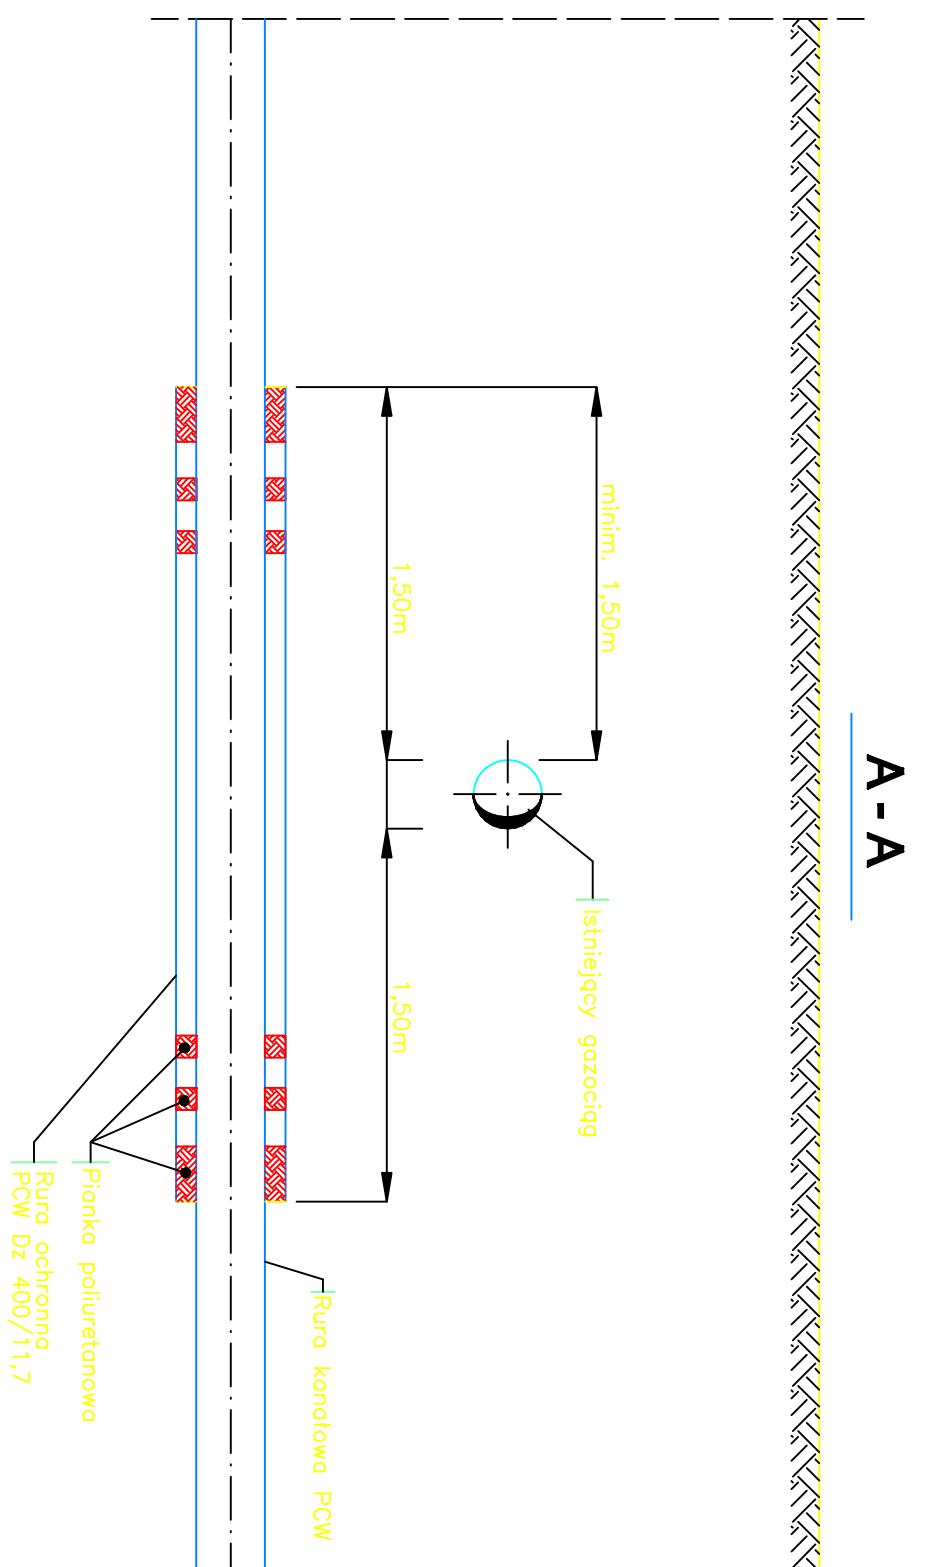 A - A
minim. 1,50m
1,50m
1,50m
Istniejący gazociąg
Rura kanałowa PCW
Pianka poliuretanowa
Rura ochronna
PCW Dz 400/11,7